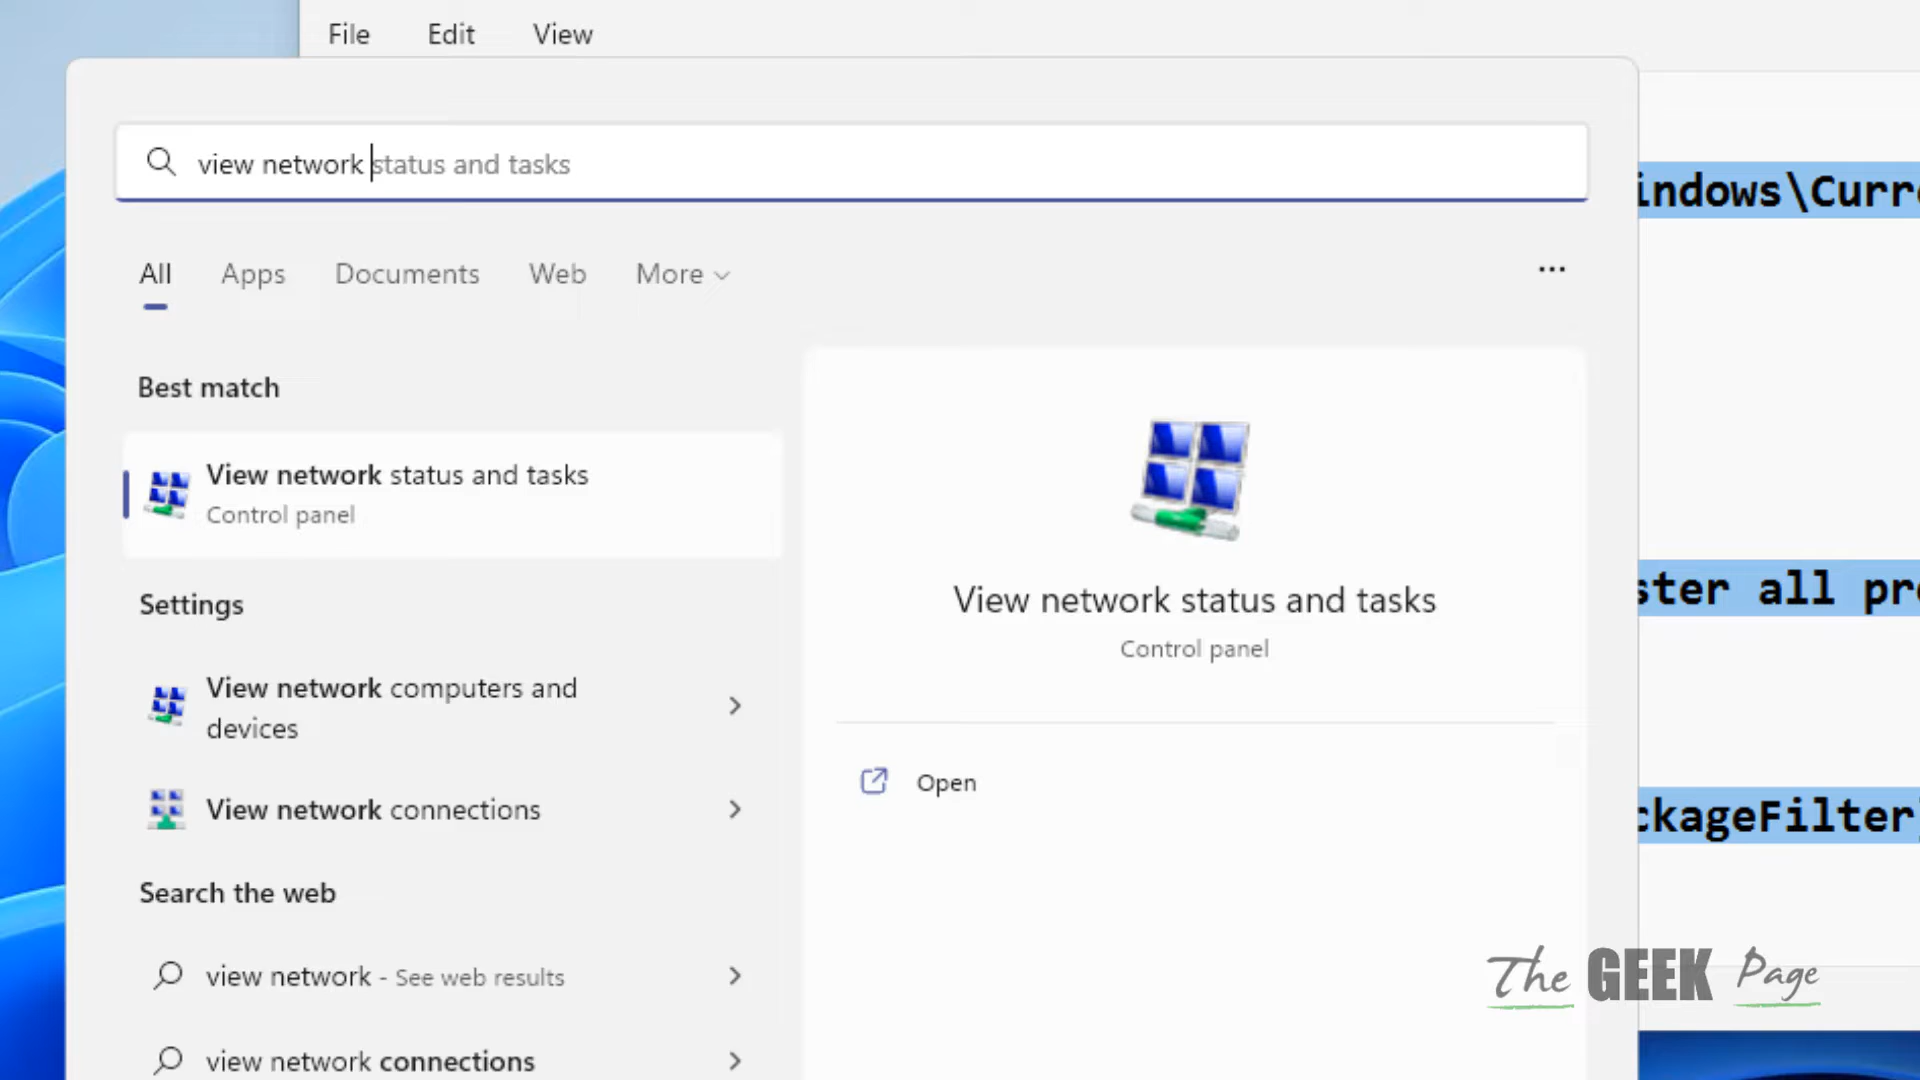 File Edit View
view network status and tasks
indows\Curr
All Apps Documents Web More
Best match
View network status and tasks
Control panel
View network status and tasks
Control panel
ster all pr
Settings
View network computers and
devices
Open
View network connections
ckageFilter
Search the web
view network - See web results
The GEEK Page
view network connections